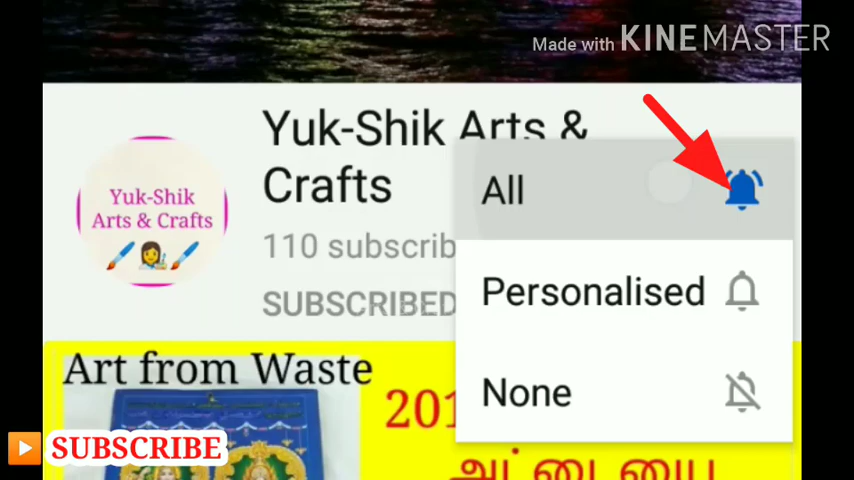 Made with KINEMASTER
Yuk-Shik Arts &
Crafts
Yuk-Shik
Arts & Crafts
110 subscrib
SUBSCRIBED
All
Personalised
None
Art from Waste
201
அட்டையை
SUBSCRIBE